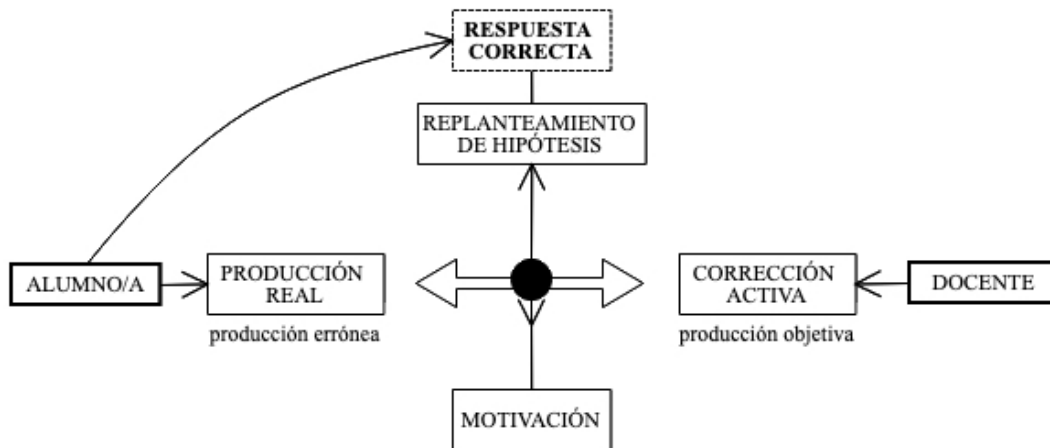 RESPUESTA
CORRECTA
REPLANTEAMIENTO
DE HIPÓTESIS
ALUMNO/A
PRODUCCIÓN
REAL
producción errónea
CORRECCIÓN
ACTIVA
producción objetiva
DOCENTE
MOTIVACIÓN